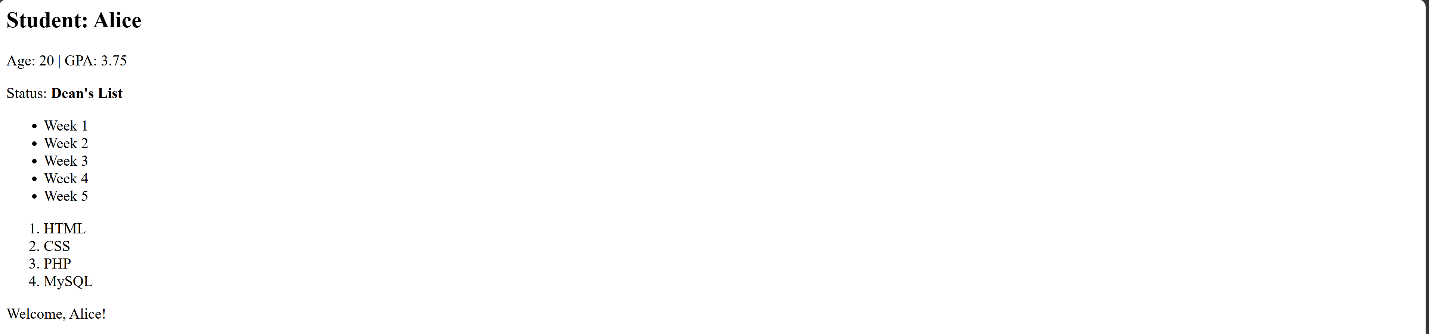 Student: Alice
Age: 20 | GPA: 3.75
Status: Dean's List
• Week 1
• Week 2
• Week 3
• Week 4
• Week 5
1. HTML
2. CSS
3. PHP
4. MySQL
Welcome, Alice!